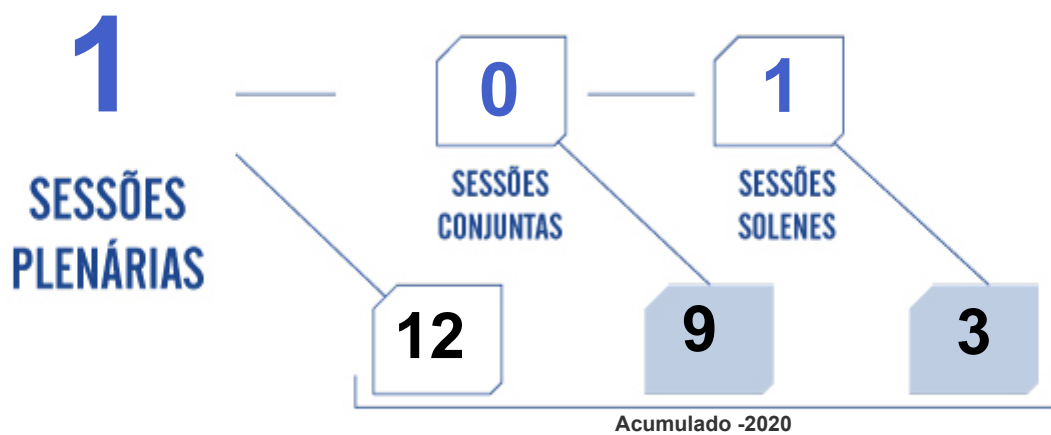 1
SESSÕES
PLENÁRIAS
0
SESSÕES
CONJUNTAS
1
SESSÕES
SOLENES
12
9
3
Acumulado -2020